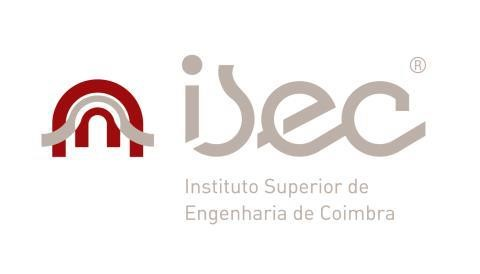 isec®
Instituto Superior de
Engenharia de Coimbra